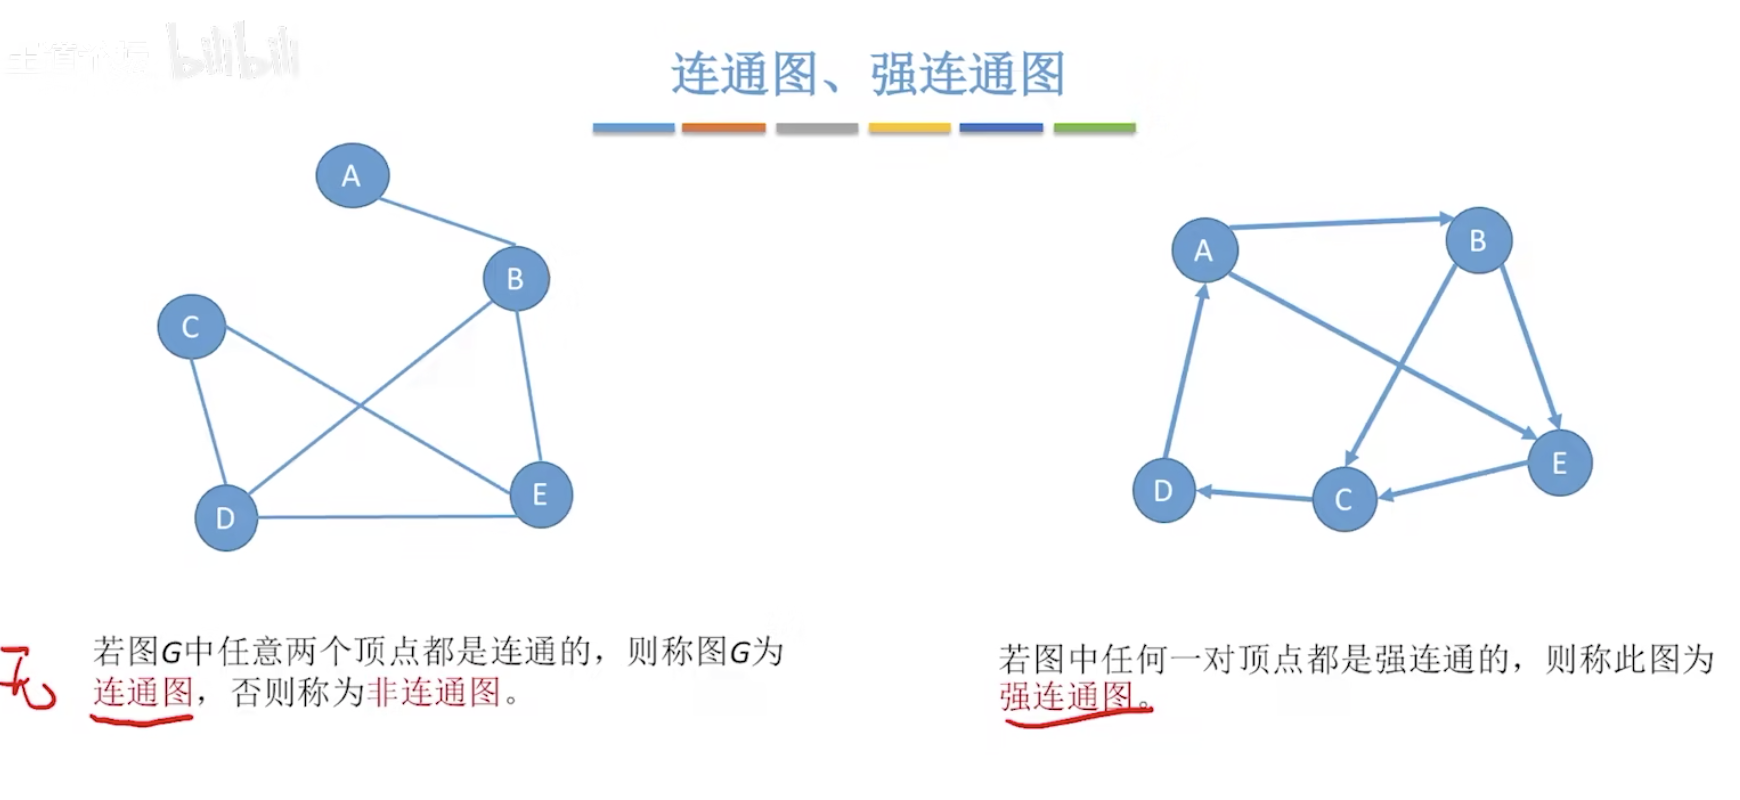 bilibili
连通图、强连通图
A
B
C
D
E
A
B
D
C
E
无
若图G中任意两个顶点都是连通的，则称图G为
连通图，否则称为非连通图。
若图中任何一对顶点都是强连通的，则称此图为
强连通图。